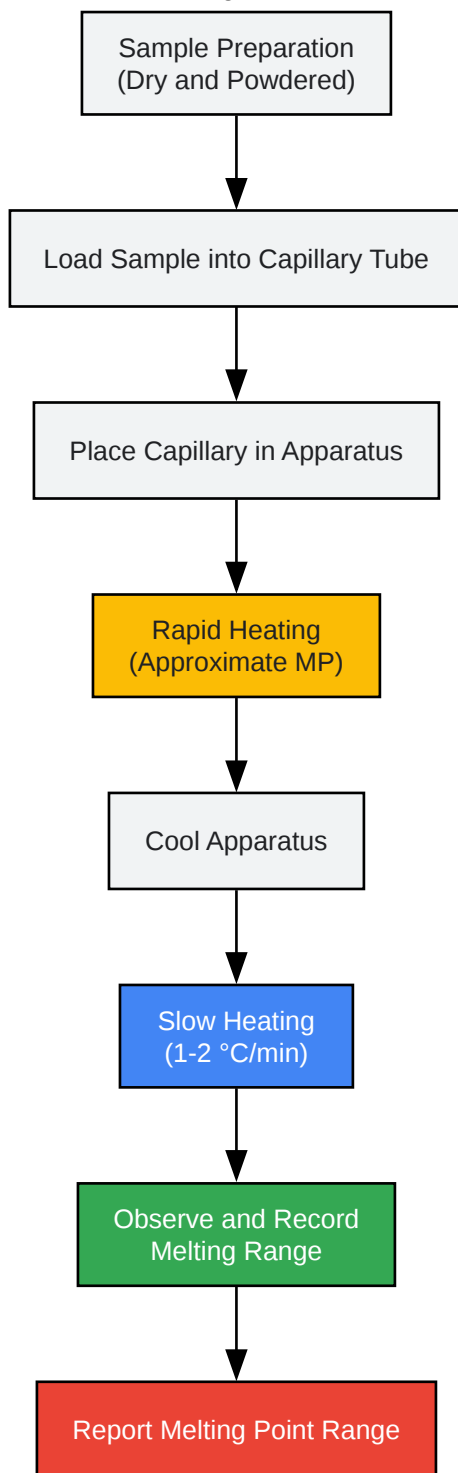 Sample Preparation
(Dry and Powdered)
Load Sample into Capillary Tube
Place Capillary in Apparatus
Rapid Heating
(Approximate MP)
Cool Apparatus
Slow Heating
(1-2 °C/min)
Observe and Record
Melting Range
Report Melting Point Range